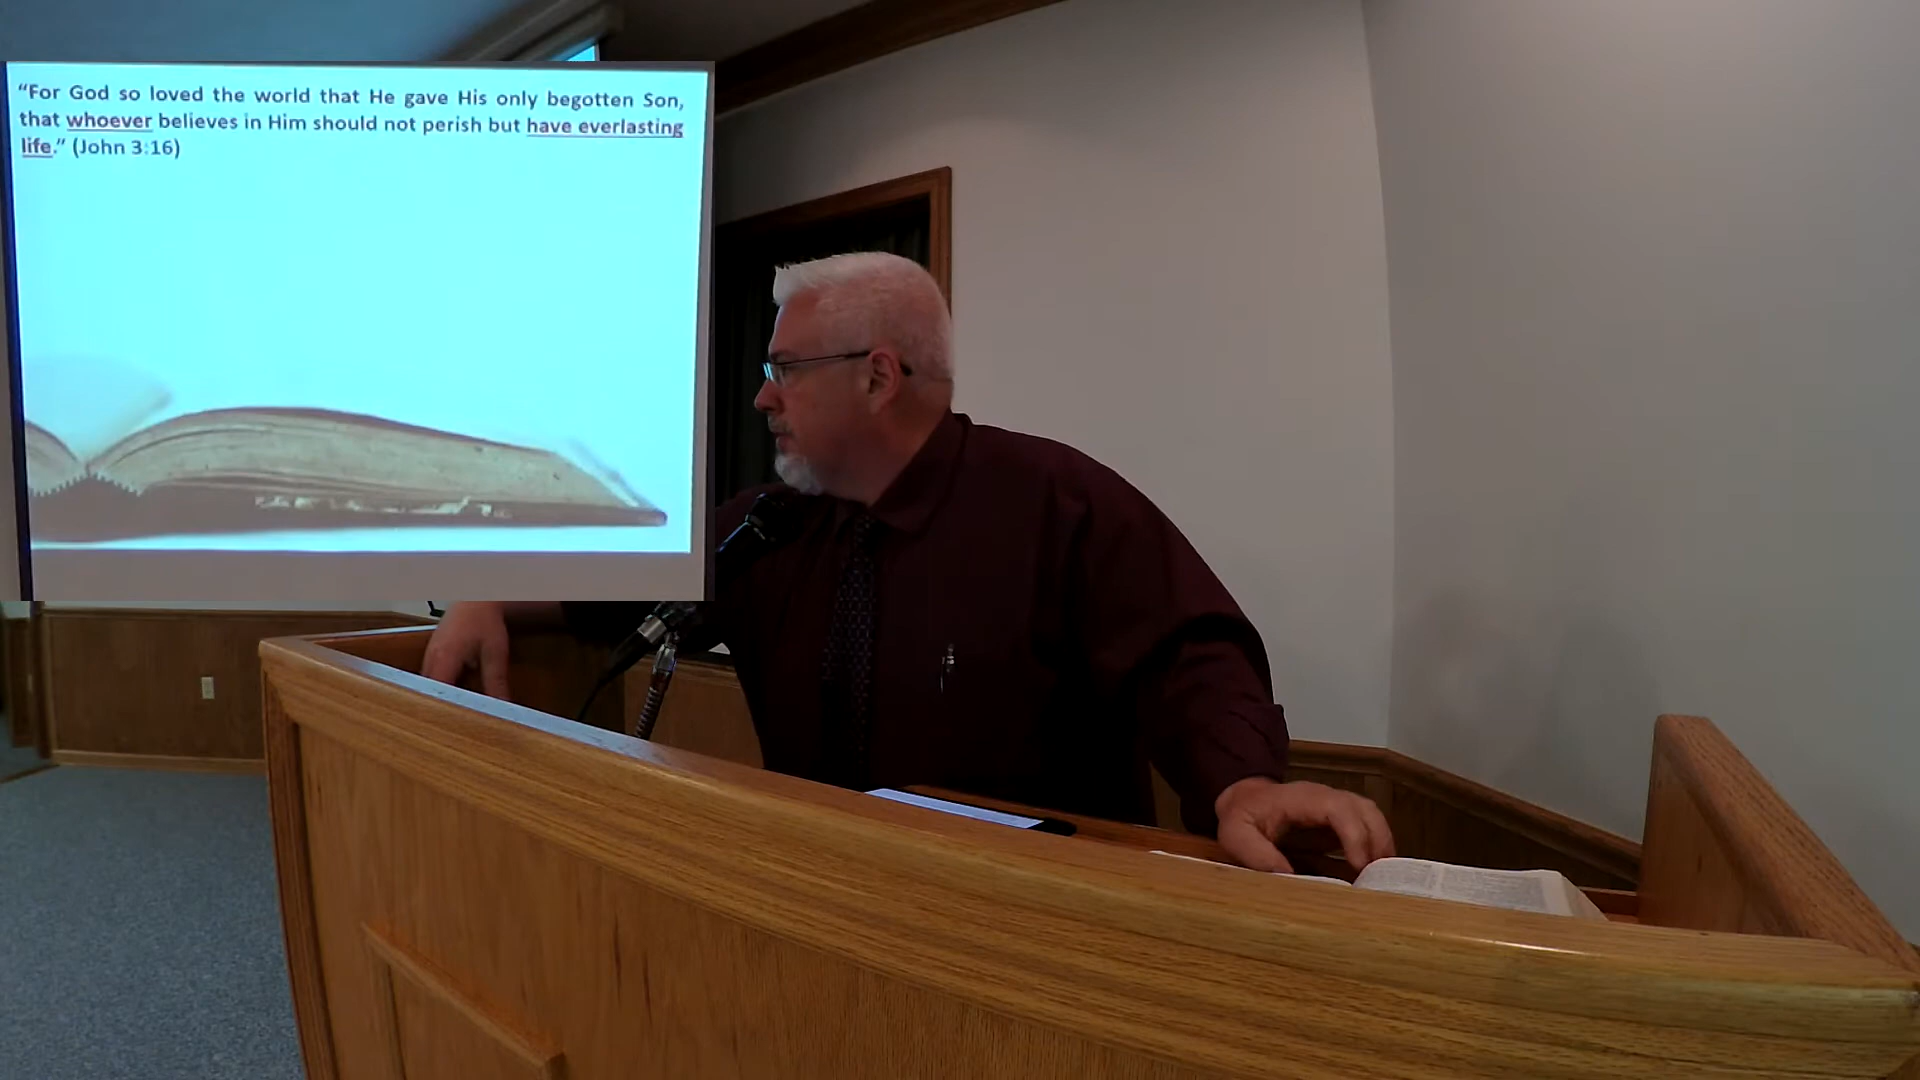 “For God so loved the world that He gave His only begotten Son,
that whoever believes in Him should not perish but have everlasting
life.” (John 3:16)